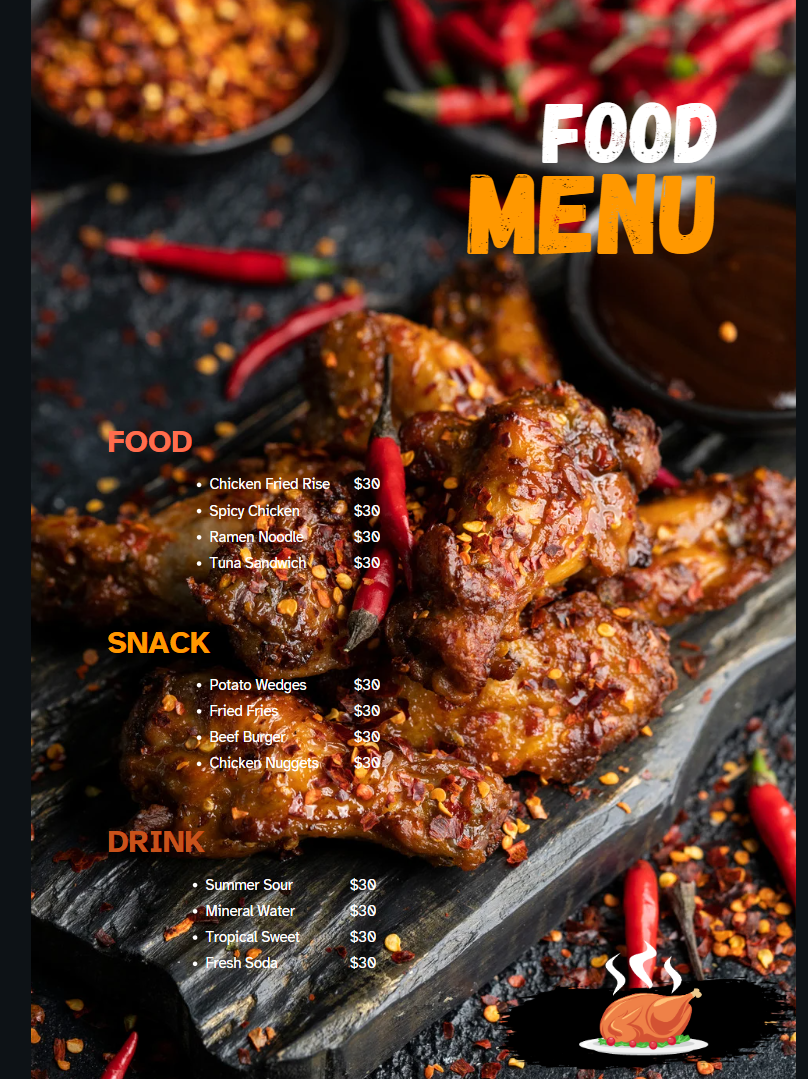 FOOD
MENU
FOOD
• Chicken Fried Rise $30
• Spicy Chicken $30
• Ramen Noodle $30
• Tuna Sandwich $30
SNACK
• Potato Wedges $30
• Fried Fries $30
• Beef Burger $30
• Chicken Nuggets $30
DRINK
• Summer Sour $30
• Mineral Water $30
• Tropical Sweet $30
• Fresh Soda $30